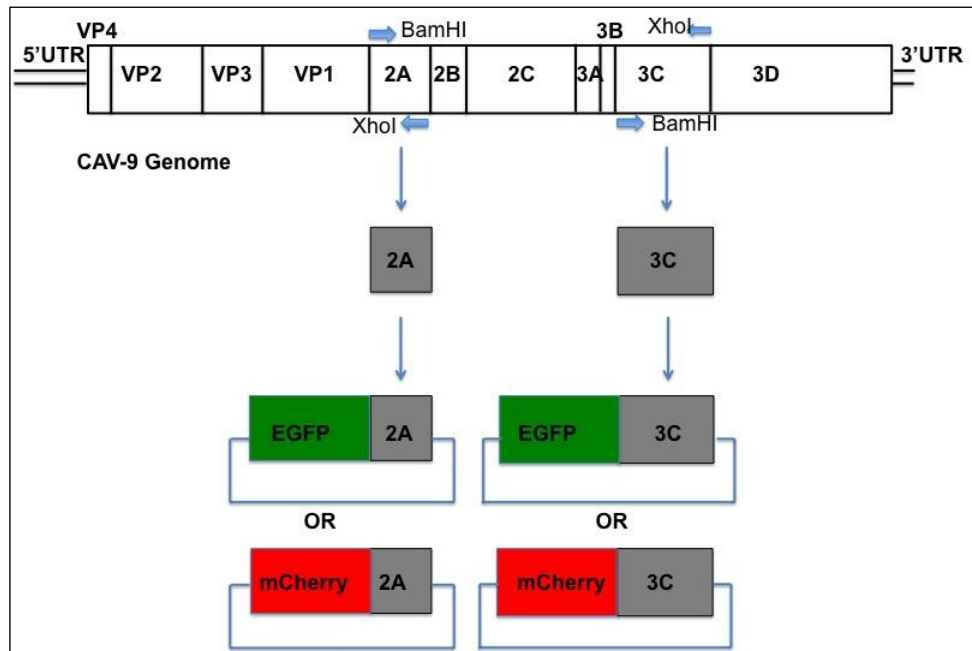 VP4
BamHI
3B
XhoI
5’UTR
VP2
VP3
VP1
2A
2B
2C
3A
3C
3D
3’UTR
XhoI
BamHI
CAV-9 Genome
2A
3C
EGFP
2A
EGFP
3C
OR
OR
mCherry
2A
mCherry
3C